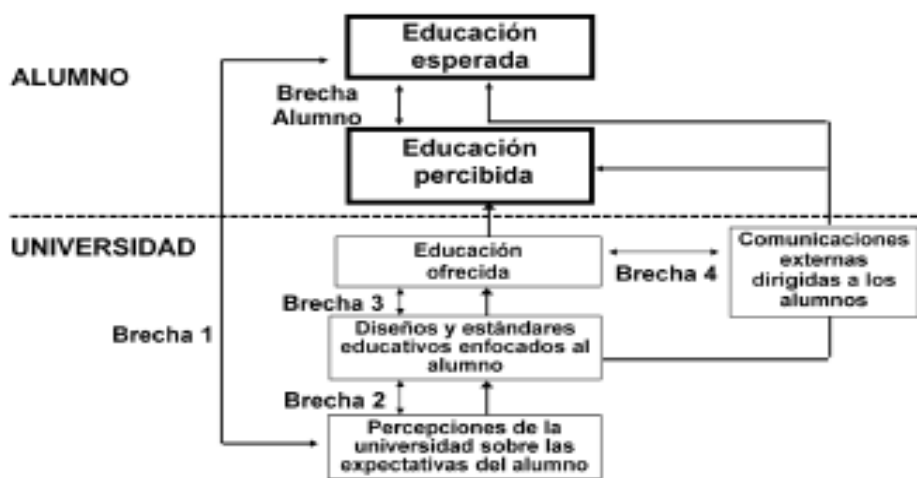 Educación
esperada
ALUMNO
Brecha
Alumno
Educación
percibida
UNIVERSIDAD
Educación
ofrecida
Comunicaciones
externas
dirigidas a los
alumnos
Brecha 4
Brecha 3
Brecha 1
Diseños y estándares
educativos enfocados al
alumno
Brecha 2
Percepciones de la
universidad sobre las
expectativas del alumno